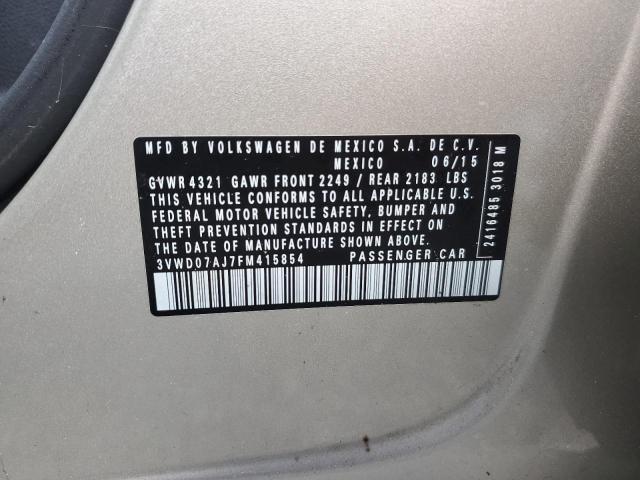 MFD BY VOLKSWAGEN DE MEXICO S.A. DE C.V.
MEXICO 06/15
GVWR 4321 GAWR FRONT 2249 / REAR 2183 LBS
THIS VEHICLE CONFORMS TO ALL APPLICABLE U.S.
FEDERAL MOTOR VEHICLE SAFETY, BUMPER AND
THEFT PREVENTION STANDARDS IN EFFECT ON
THE DATE OF MANUFACTURE SHOWN ABOVE.
3VWD07AJ7FM415854 PASSENGER CAR
2416485 3018 M